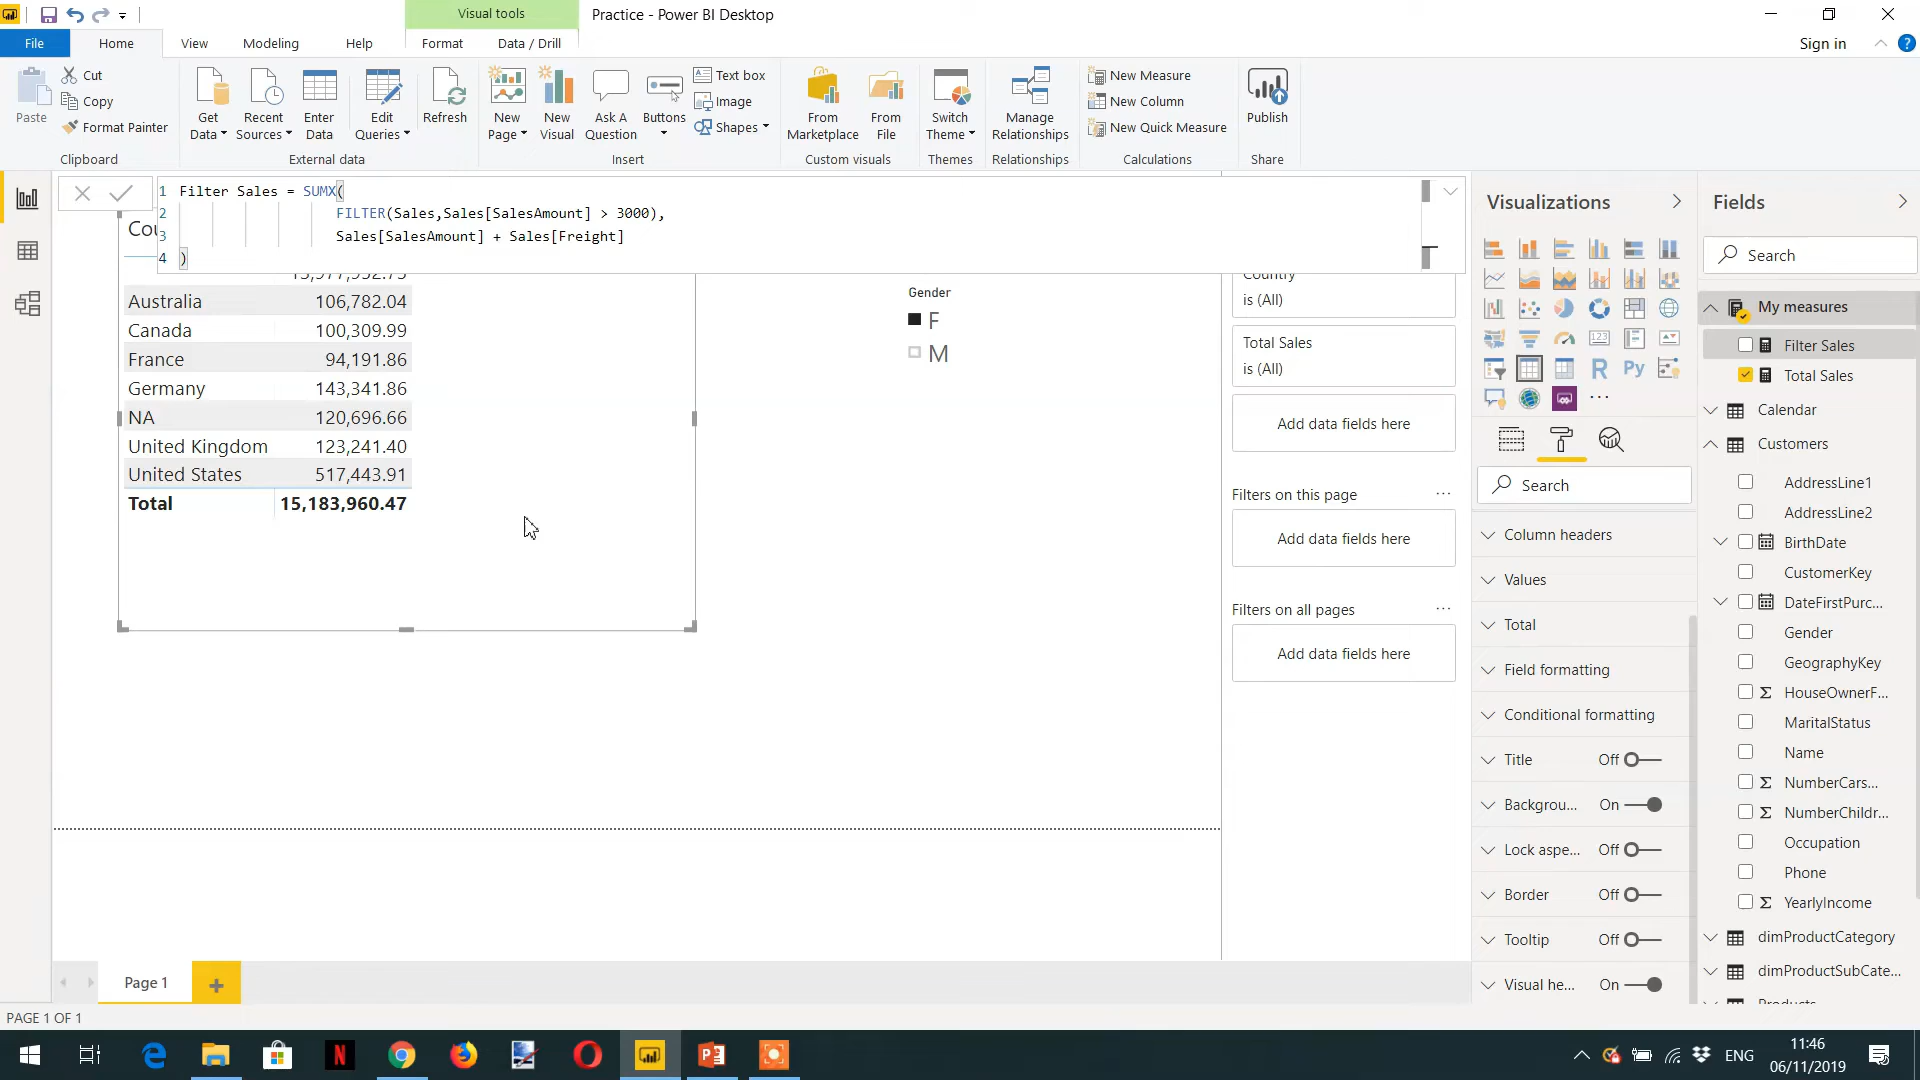 Visual tools
Practice - Power BI Desktop
File
Home
View
Modeling
Help
Format
Data / Drill
Sign in
Paste
Cut
Copy
Format Painter
Clipboard
Get Data
Recent Sources
Enter Data
Edit Queries
Refresh
External data
New Page
New Visual
Ask A Question
Buttons
Text box
Image
Shapes
Insert
From Marketplace
From File
Custom visuals
Switch Theme
Themes
Manage Relationships
Relationships
New Measure
New Column
New Quick Measure
Calculations
Publish
Share
1 Filter Sales = SUMX(
2 FILTER(Sales,Sales[SalesAmount] > 3000),
3 Sales[SalesAmount] + Sales[Freight]
4 )
Australia 106,782.04
Canada 100,309.99
France 94,191.86
Germany 143,341.86
NA 120,696.66
United Kingdom 123,241.40
United States 517,443.91
Total 15,183,960.47
Gender
F
M
Country
is (All)
Total Sales
is (All)
Add data fields here
Filters on this page ...
Add data fields here
Filters on all pages ...
Add data fields here
Visualizations
R
Py
...
Search
Column headers
Values
Total
Field formatting
Conditional formatting
Title Off
Backgrou... On
Lock aspe... Off
Border Off
Tooltip Off
Visual he... On
Fields
Search
My measures
Filter Sales
Total Sales
Calendar
Customers
AddressLine1
AddressLine2
BirthDate
CustomerKey
DateFirstPurc...
Gender
GeographyKey
HouseOwnerF...
MaritalStatus
Name
NumberCars...
NumberChildr...
Occupation
Phone
YearlyIncome
dimProductCategory
dimProductSubCate...
Products
Page 1
PAGE 1 OF 1
ENG
11:46
06/11/2019